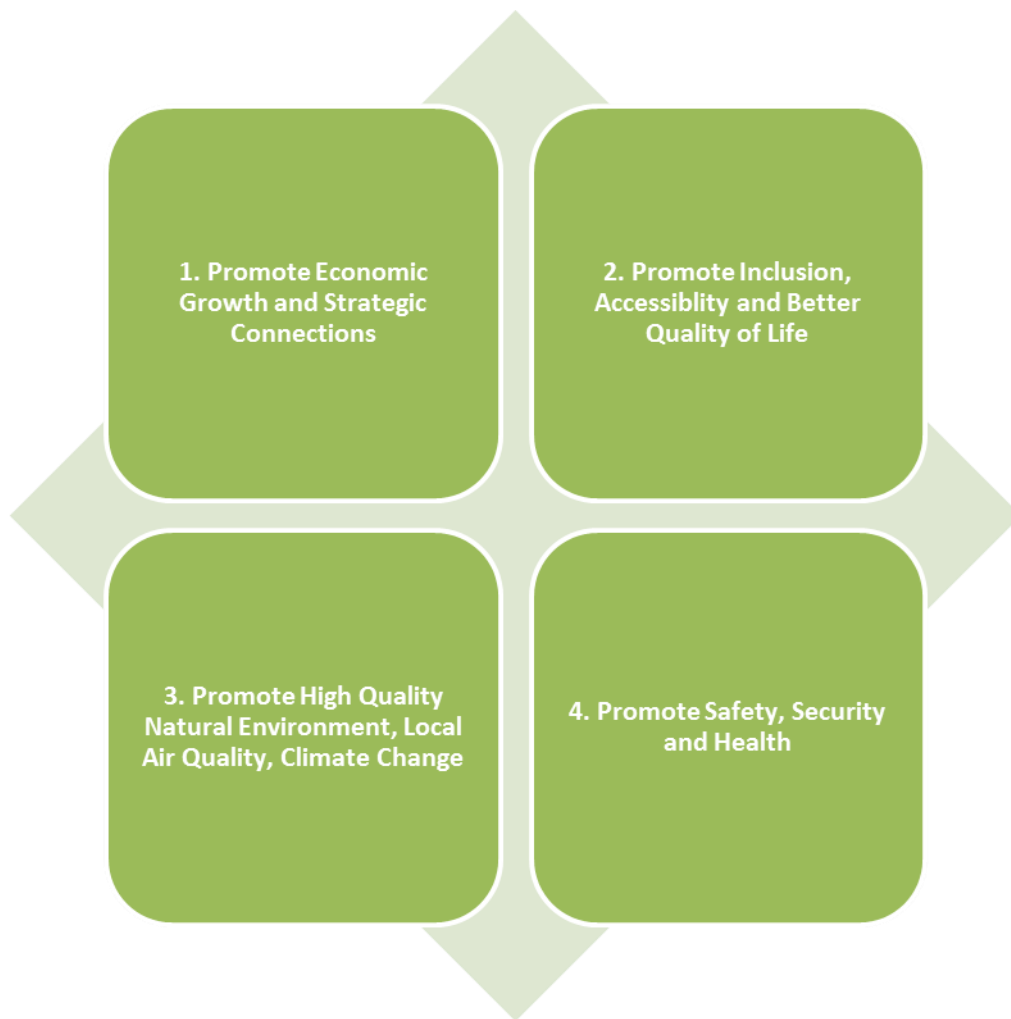 1. Promote Economic
Growth and Strategic
Connections
2. Promote Inclusion,
Accessiblity and Better
Quality of Life
3. Promote High Quality
Natural Environment, Local
Air Quality, Climate Change
4. Promote Safety, Security
and Health